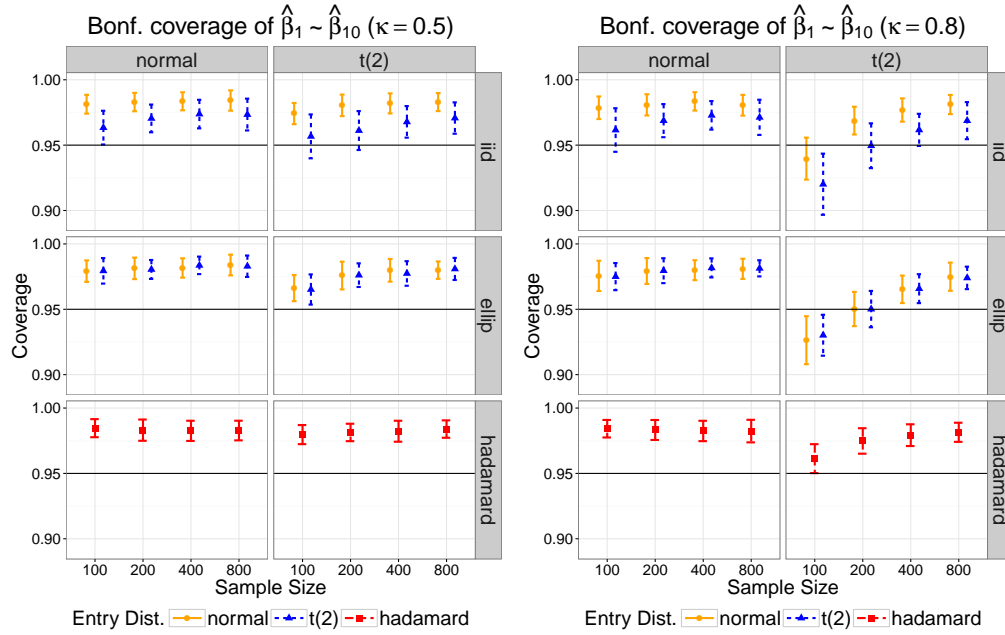 Bonf. coverage of β̂₁ ~ β̂₁₀ (κ = 0.5)
normal
t(2)
1.00
0.95
0.90
iid
1.00
0.95
0.90
ellip
1.00
0.95
0.90
hadamard
Coverage
100 200 400 800
100 200 400 800
Sample Size
Entry Dist. normal t(2) hadamard
Bonf. coverage of β̂₁ ~ β̂₁₀ (κ = 0.8)
normal
t(2)
1.00
0.95
0.90
iid
1.00
0.95
0.90
ellip
1.00
0.95
0.90
hadamard
Coverage
100 200 400 800
100 200 400 800
Sample Size
Entry Dist. normal t(2) hadamard